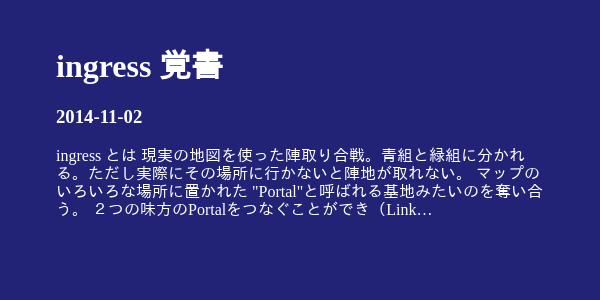 ingress 覚書
2014-11-02
ingress とは 現実の地図を使った陣取り合戦。青組と緑組に分かれ
る。ただし実際にその場所に行かないと陣地が取れない。 マップの
いろいろな場所に置かれた "Portal"と呼ばれる基地みたいのを奪い合
う。 ２つの味方のPortalをつなぐことができ（Link…